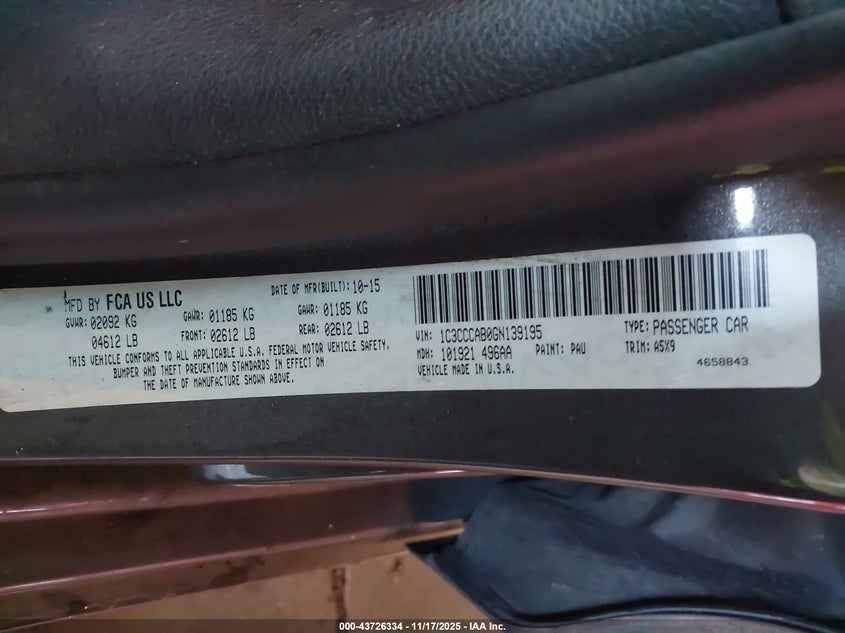 MFD BY FCA US LLC DATE OF MFR(BUILT): 10-15
GVWR: 02092 KG GAWR: 01185 KG GAWR: 01185 KG
04612 LB FRONT: 02612 LB REAR: 02612 LB
THIS VEHICLE CONFORMS TO ALL APPLICABLE U.S.A. FEDERAL MOTOR VEHICLE SAFETY,
BUMPER AND THEFT PREVENTION STANDARDS IN EFFECT ON
THE DATE OF MANUFACTURE SHOWN ABOVE.
VIN: 1C3CCCAB0GN139195 TYPE: PASSENGER CAR
MDH: 101921 496AA PAINT: PAU TRIM: A5X9
VEHICLE MADE IN U.S.A. 4658843
000-43726334 - 11/17/2025 - IAA Inc.